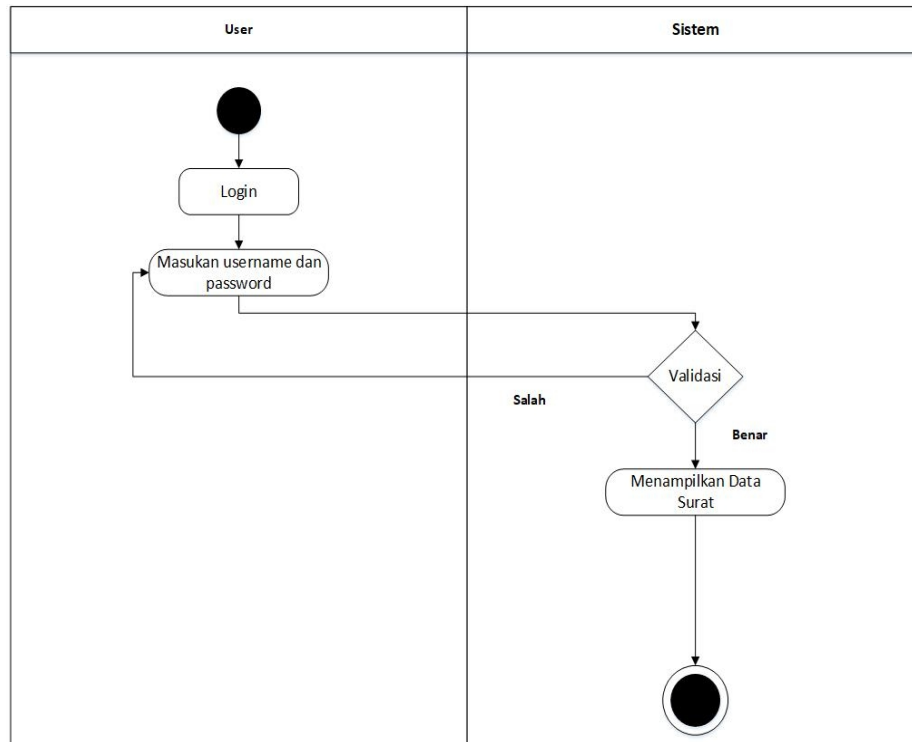 User
Sistem
Login
Masukan username dan
password
Validasi
Salah
Benar
Menampilkan Data
Surat